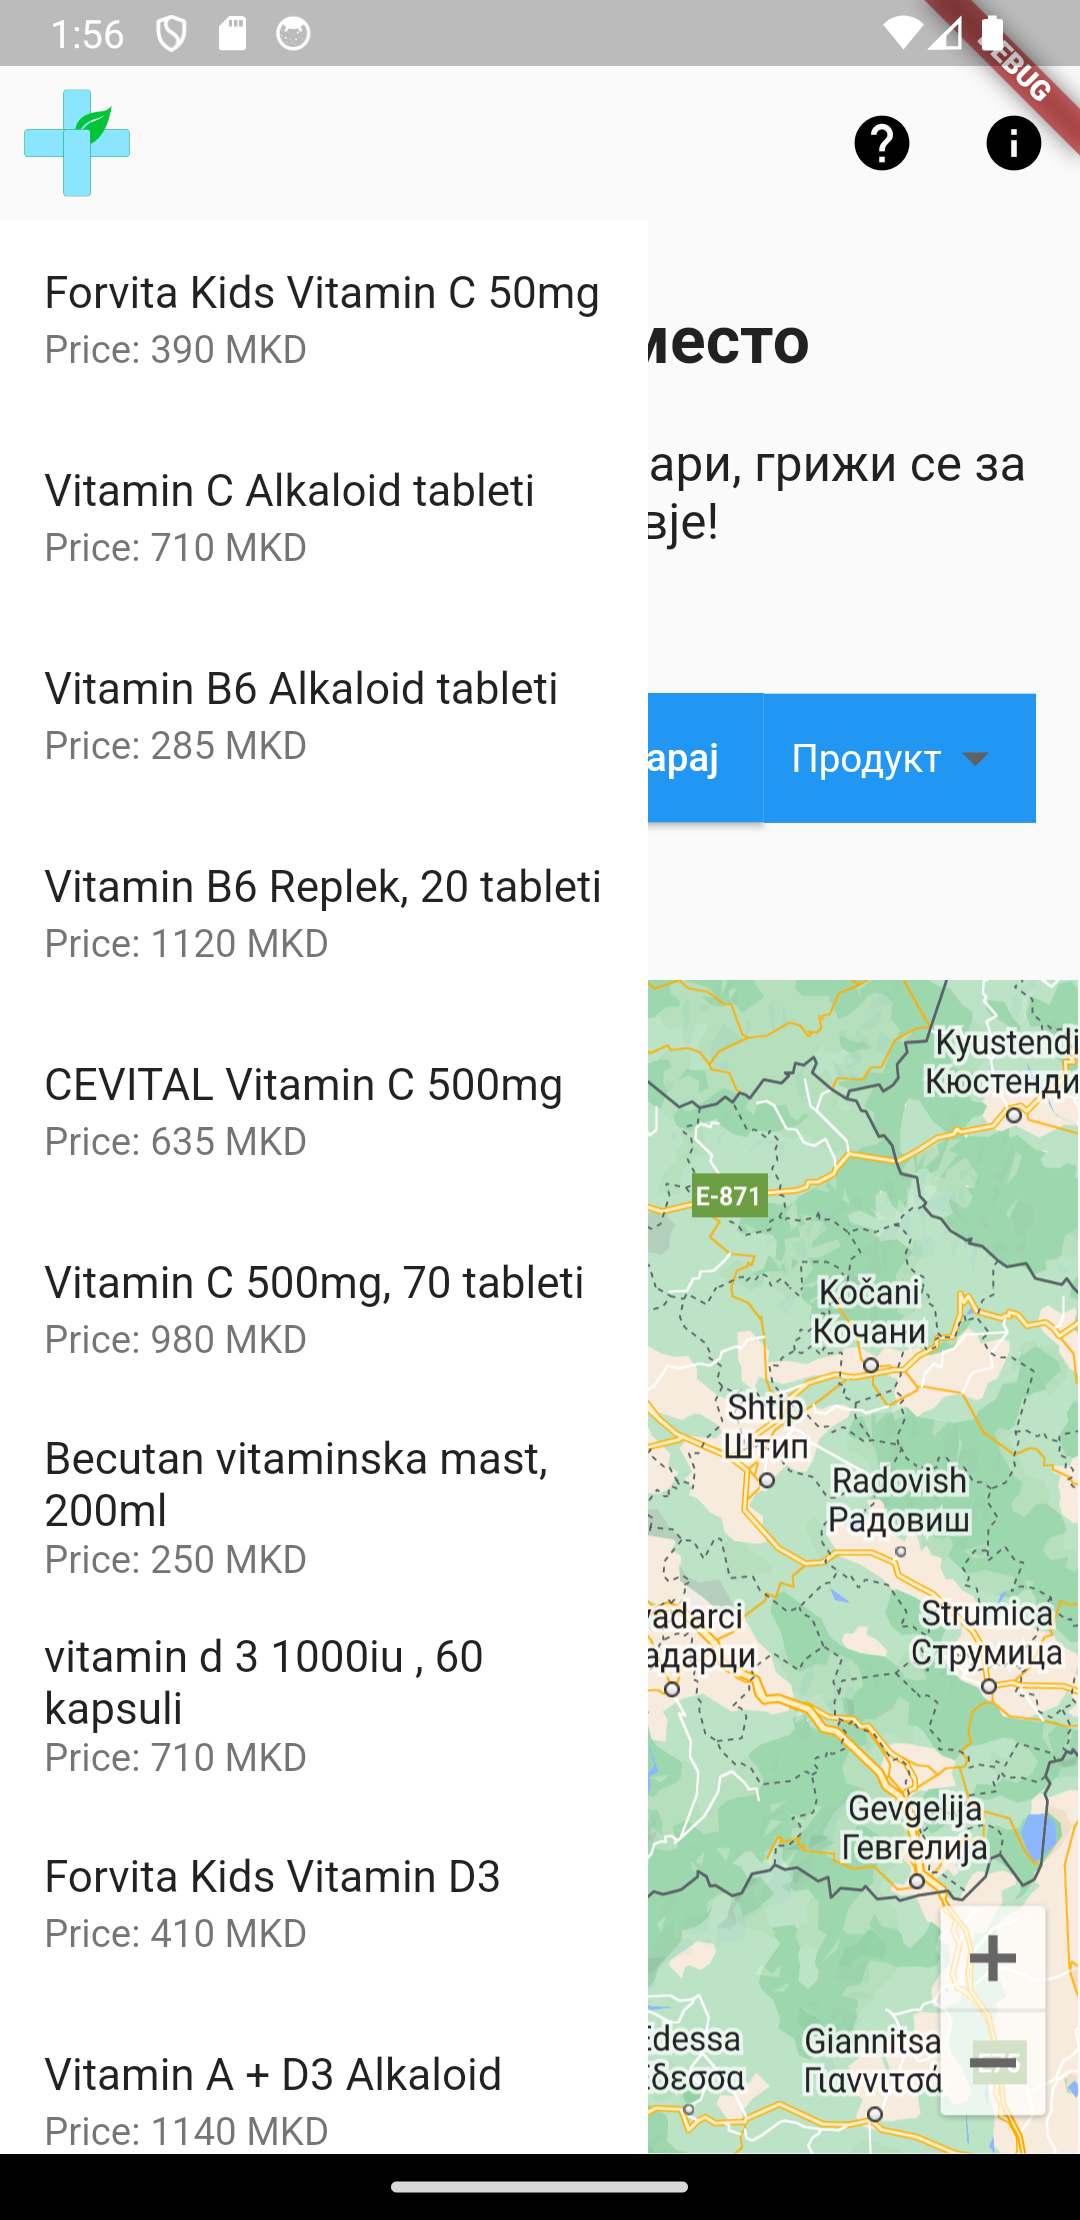 1:56
DEBUG
Forvita Kids Vitamin C 50mg
Price: 390 MKD
место
Vitamin C Alkaloid tableti
Price: 710 MKD
ари, грижи се за
вје!
Vitamin B6 Alkaloid tableti
Price: 285 MKD
арај
Продукт
Vitamin B6 Replek, 20 tableti
Price: 1120 MKD
CEVITAL Vitamin C 500mg
Price: 635 MKD
Vitamin C 500mg, 70 tableti
Price: 980 MKD
Becutan vitaminska mast,
200ml
Price: 250 MKD
vitamin d 3 1000iu , 60
kapsuli
Price: 710 MKD
Forvita Kids Vitamin D3
Price: 410 MKD
Vitamin A + D3 Alkaloid
Price: 1140 MKD
Kyustendi
Кюстенди
E-871
Kočani
Кочани
Shtip
Штип
Radovish
Радовиш
vadarci
адарци
Strumica
Струмица
Gevgelija
Гевгелија
Edessa
Έδεσσα
Giannitsa
Γιαννιτσά
E75